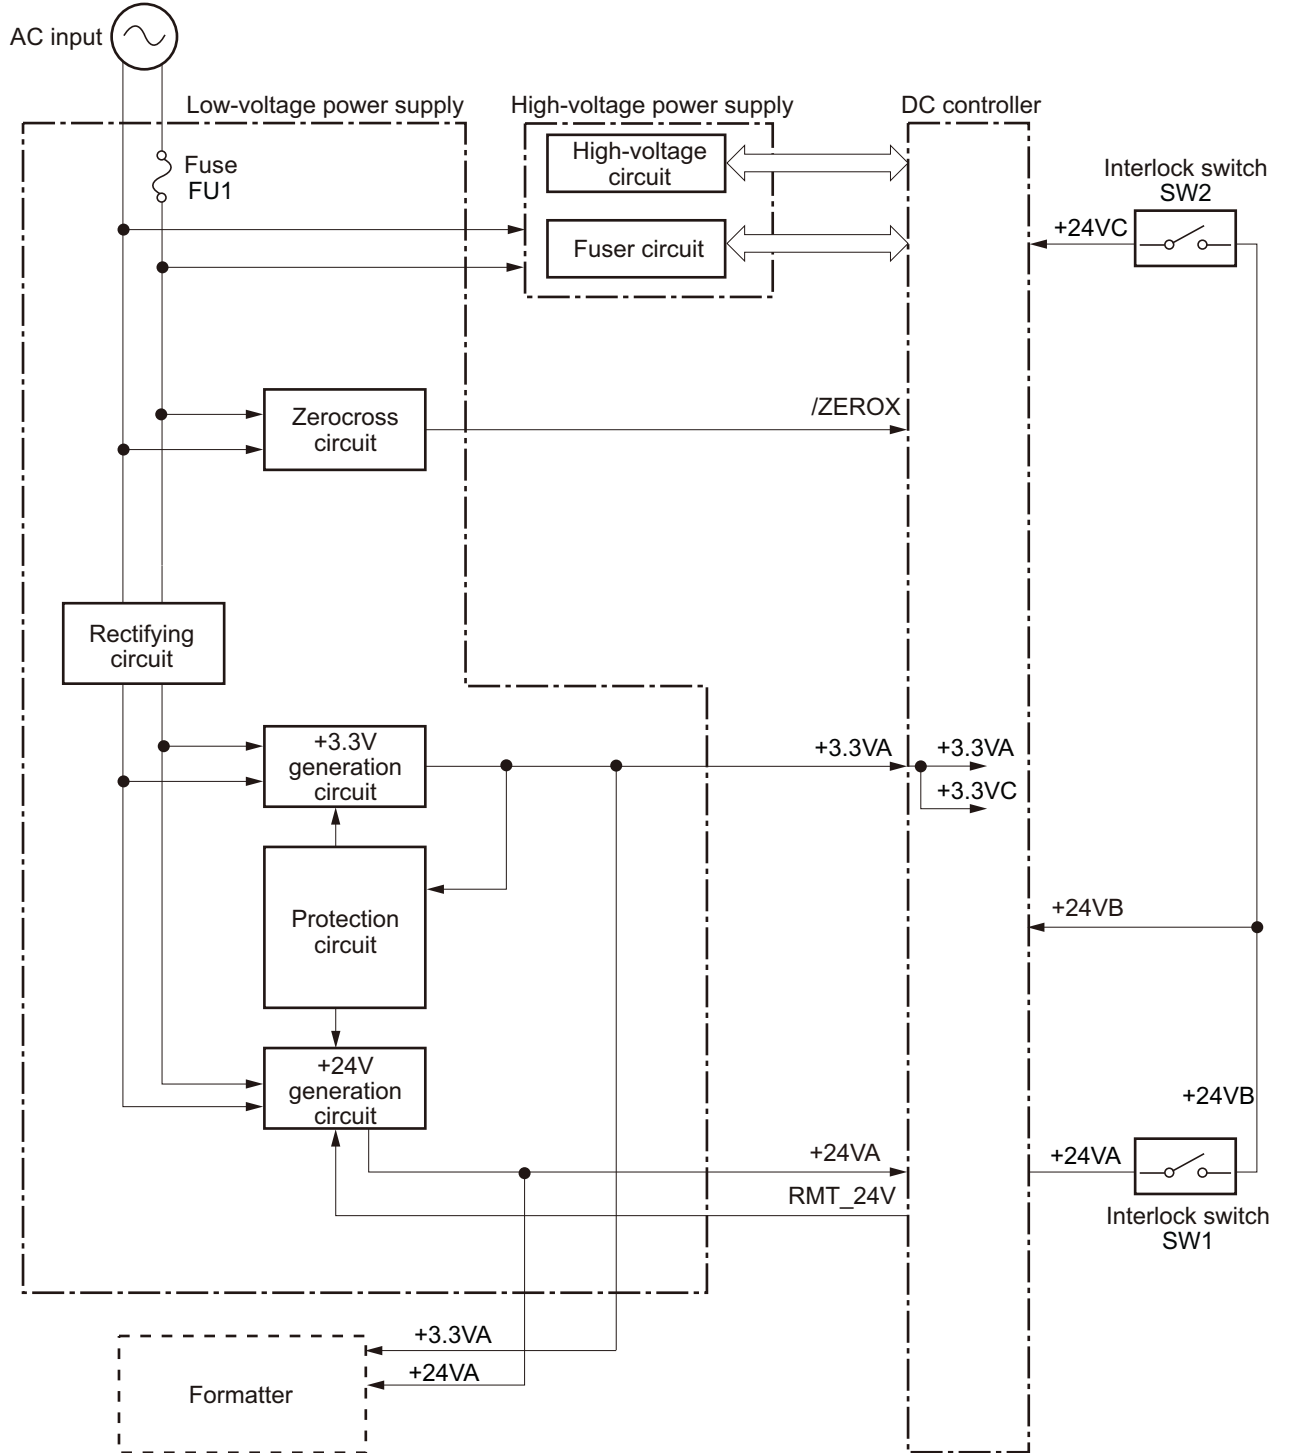 AC input
Low-voltage power supply
High-voltage power supply
DC controller
Fuse
FU1
High-voltage
circuit
Fuser circuit
Interlock switch
SW2
+24VC
Zerocross
circuit
/ZEROX
Rectifying
circuit
+3.3V
generation
circuit
+3.3VA
+3.3VA
+3.3VC
Protection
circuit
+24VB
+24V
generation
circuit
+24VB
+24VA
+24VA
RMT_24V
Interlock switch
SW1
+3.3VA
+24VA
Formatter